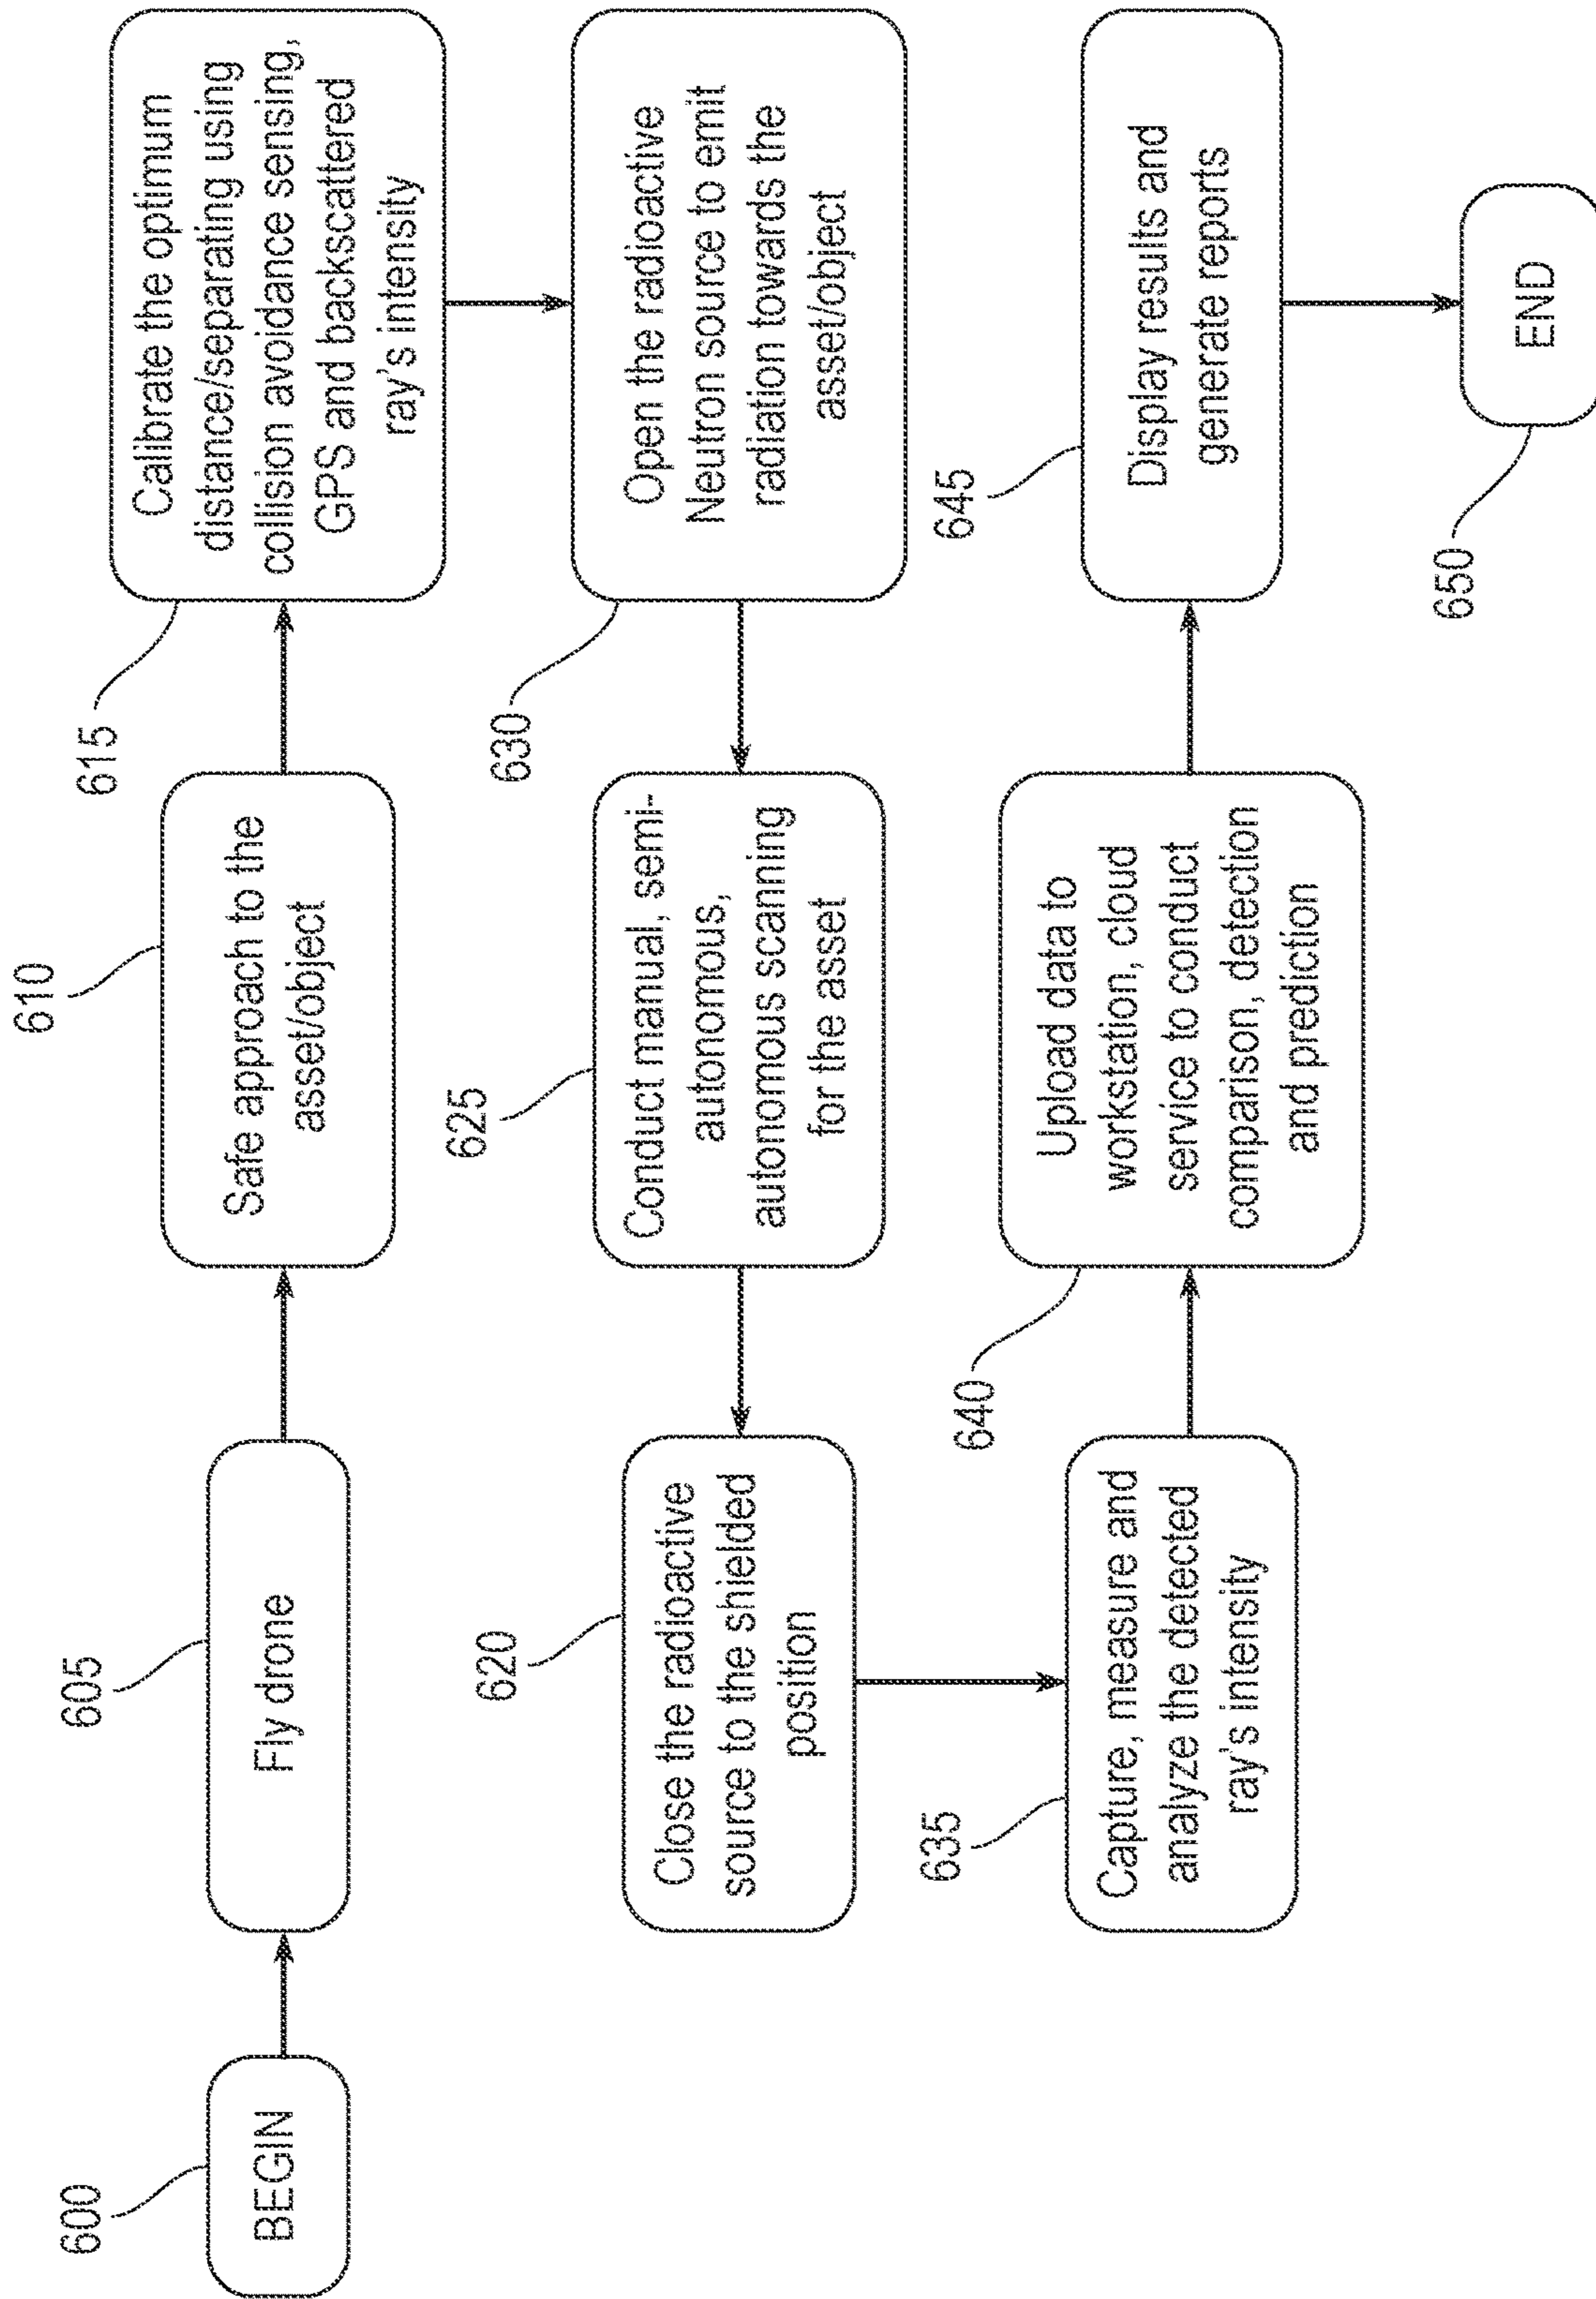 600
BEGIN
605
Fly drone
610
Safe approach to the
asset/object
615
Calibrate the optimum
distance/separating using
collision avoidance sensing,
GPS and backscattered
ray's intensity
630
Open the radioactive
Neutron source to emit
radiation towards the
asset/object
625
Conduct manual, semi-
autonomous,
autonomous scanning
for the asset
620
Close the radioactive
source to the shielded
position
635
Capture, measure and
analyze the detected
ray's intensity
640
Upload data to
workstation, cloud
service to conduct
comparison, detection
and prediction
645
Display results and
generate reports
650
END